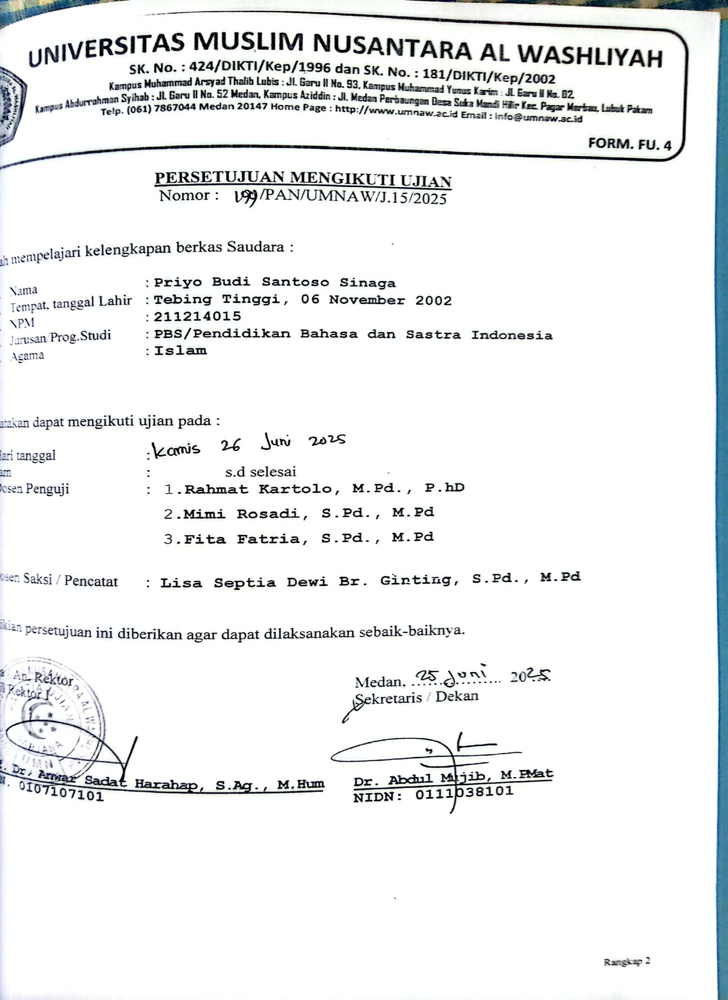 UNIVERSITAS MUSLIM NUSANTARA AL WASHLIYAH
SK. No. : 424/DIKTI/Kep/1996 dan SK. No. : 181/DIKTI/Kep/2002
Kampus Muhammad Arsyad Thalib Lubis : Jl. Garu II No. 93, Kampus Muhammad Yunus Karim : Jl. Garu II No. 02,
Kampus Abdurrahman Syihab : Jl. Garu II No. 52 Medan, Kampus Aziddin : Jl. Medan Perbaungan Desa Suka Mandi Hilir Kec. Pagar Merbau, Lubuk Pakam
Telp. (061) 7867044 Medan 20147 Home Page : http://www.umnaw.ac.id Email : info@umnaw.ac.id
FORM. FU. 4
PERSETUJUAN MENGIKUTI UJIAN
Nomor : 199/PAN/UMNAW/J.15/2025
ah mempelajari kelengkapan berkas Saudara :
Nama : Priyo Budi Santoso Sinaga
Tempat, tanggal Lahir : Tebing Tinggi, 06 November 2002
NPM : 211214015
Jurusan/Prog.Studi : PBS/Pendidikan Bahasa dan Sastra Indonesia
Agama : Islam
atakan dapat mengikuti ujian pada :
Hari tanggal : Kamis 26 Juni 2025
am : s.d selesai
Dosen Penguji : 1.Rahmat Kartolo, M.Pd., P.hD
2.Mimi Rosadi, S.Pd., M.Pd
3.Fita Fatria, S.Pd., M.Pd
osen Saksi / Pencatat : Lisa Septia Dewi Br. Ginting, S.Pd., M.Pd
ikian persetujuan ini diberikan agar dapat dilaksanakan sebaik-baiknya.
a An. Rektor
Rektor I
Medan, 25 Juni 2025
Sekretaris / Dekan
UJIAN
SARJANA
UMN
. Dr. Anwar Sadat Harahap, S.Ag., M.Hum
N. 0107107101
Dr. Abdul Mujib, M.PMat
NIDN: 0111038101
Rangkap 2